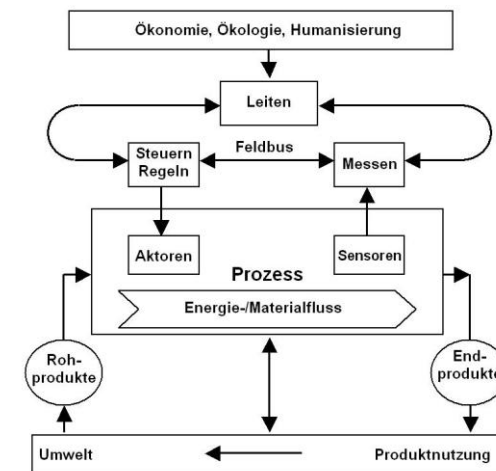 Ökonomie, Ökologie, Humanisierung
Leiten
Steuern
Regeln
Feldbus
Messen
Aktoren
Sensoren
Prozess
Energie-/Materialfluss
Roh-
produkte
End-
produkte
Umwelt
Produktnutzung